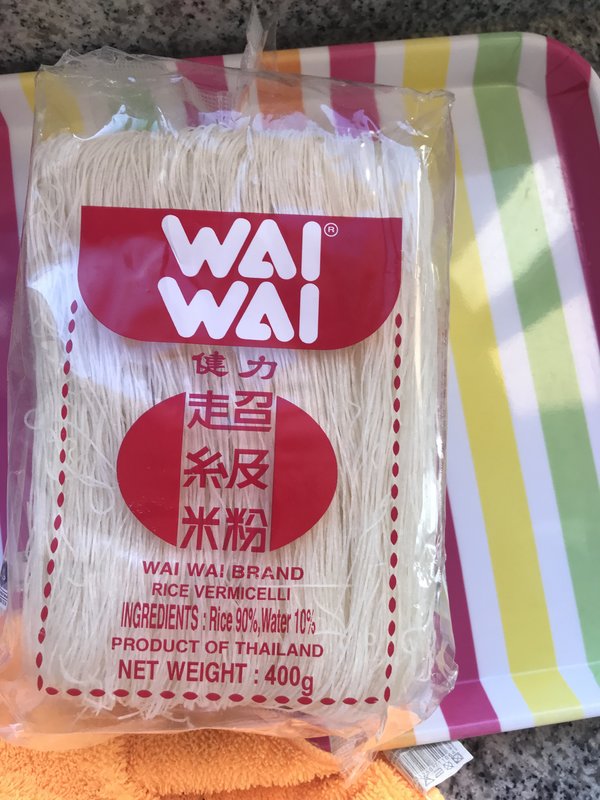 WAI®
WAI
健力
超
級
米粉
WAI WAI BRAND
RICE VERMICELLI
INGREDIENTS : Rice 90%,Water 10%
PRODUCT OF THAILAND
NET WEIGHT : 400g